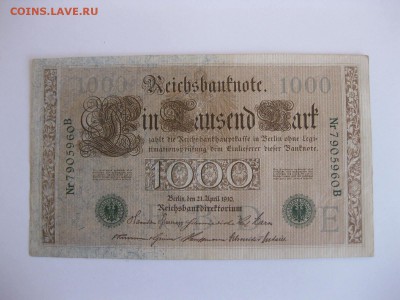 COINS.LAVE.RU
1000 1000
Reichsbanknote.
Ein Tausend Mark
zahlt die Reichsbankhauptkasse in Berlin ohne Legi-
timationsprüfung dem Einlieferer dieser Banknote.
1000
Berlin, den 21. April 1910.
Reichsbankdirektorium
Nr 7905960B
Nr 7905960B
E